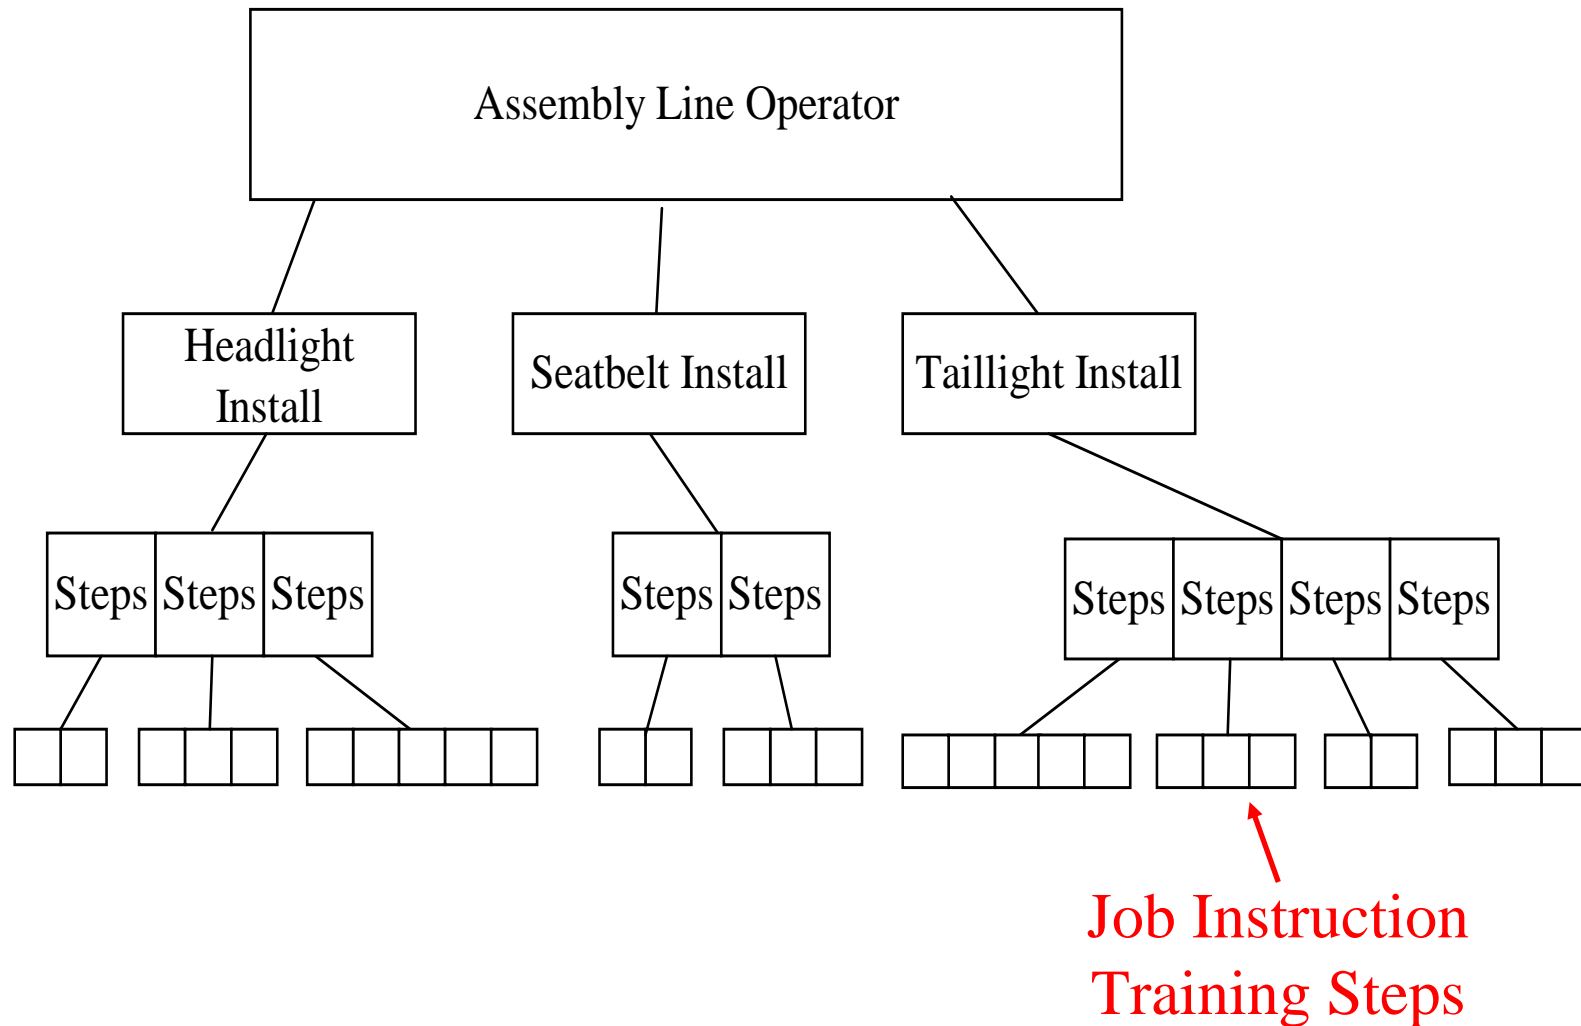 Assembly Line Operator
Headlight
Install
Seatbelt Install
Taillight Install
Steps Steps Steps
Steps Steps
Steps Steps Steps Steps
Job Instruction
Training Steps